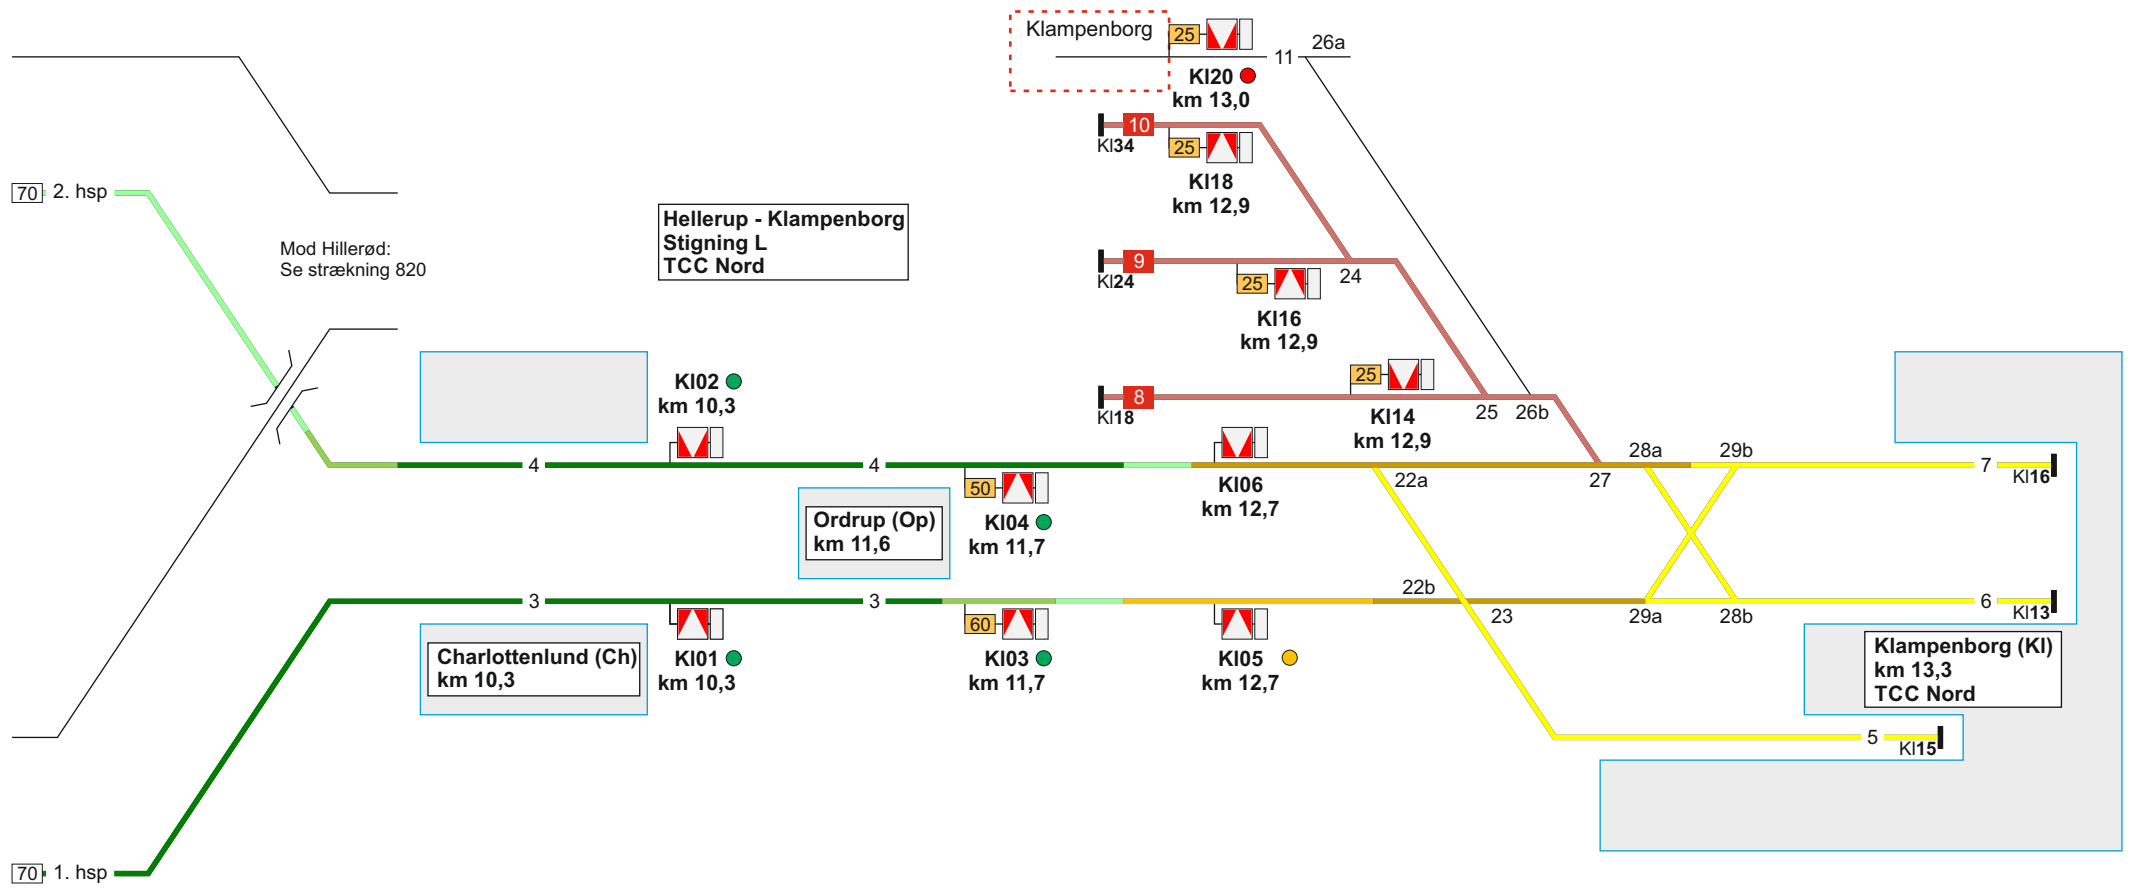 Klampenborg
25
11
26a
Kl20
km 13,0
10
Kl34
25
Kl18
km 12,9
70
2. hsp
Hellerup - Klampenborg
Stigning L
TCC Nord
Mod Hillerød:
Se strækning 820
9
Kl24
25
24
Kl16
km 12,9
Kl02
km 10,3
25
8
Kl18
Kl14
km 12,9
25
26b
28a
29b
4
4
7
Kl16
50
Kl04
km 11,7
Kl06
km 12,7
22a
27
Ordrup (Op)
km 11,6
22b
3
3
6
Kl13
60
23
29a
28b
Charlottenlund (Ch)
km 10,3
Kl01
km 10,3
Kl03
km 11,7
Kl05
km 12,7
Klampenborg (Kl)
km 13,3
TCC Nord
5
Kl15
70
1. hsp